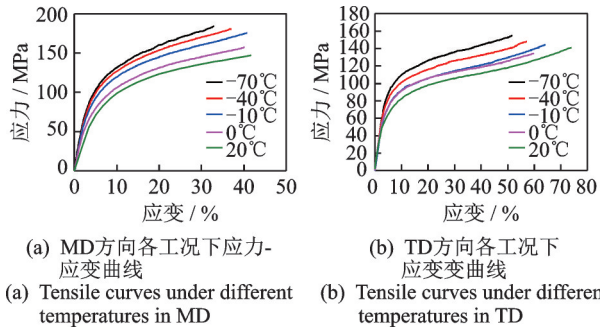 200
150
100
50
0
应力 / MPa
-70℃
-40℃
-10℃
0℃
20℃
0 10 20 30 40 50
应变 / %
(a) MD方向各工况下应力-
应变曲线
(a) Tensile curves under different
temperatures in MD
180
160
140
120
100
80
60
40
20
0
应力 / MPa
-70℃
-40℃
-10℃
0℃
20℃
0 10 20 30 40 50 60 70 80
应变 / %
(b) TD方向各工况下
应变变曲线
(b) Tensile curves under different
temperatures in TD